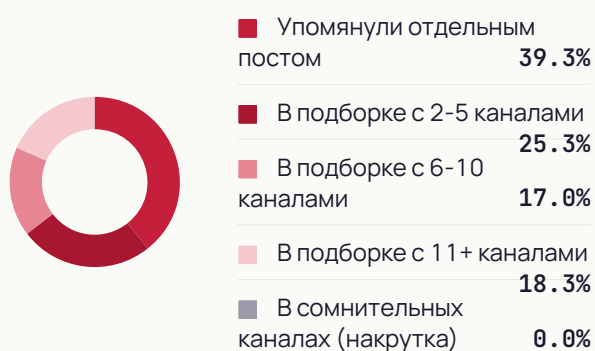 Упомянули отдельным
постом 39.3%
В подборке с 2-5 каналами
25.3%
В подборке с 6-10
каналами 17.0%
В подборке с 11+ каналами
18.3%
В сомнительных
каналах (накрутка) 0.0%